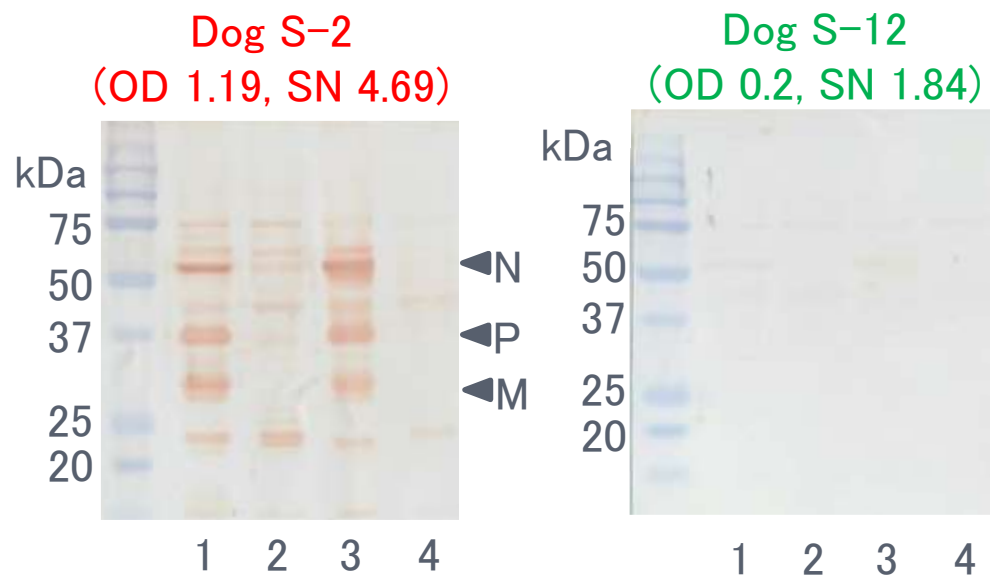 Dog S-2
(OD 1.19, SN 4.69)
kDa
75
50
37
25
20
N
P
M
1 2 3 4
Dog S-12
(OD 0.2, SN 1.84)
kDa
75
50
37
25
20
1 2 3 4